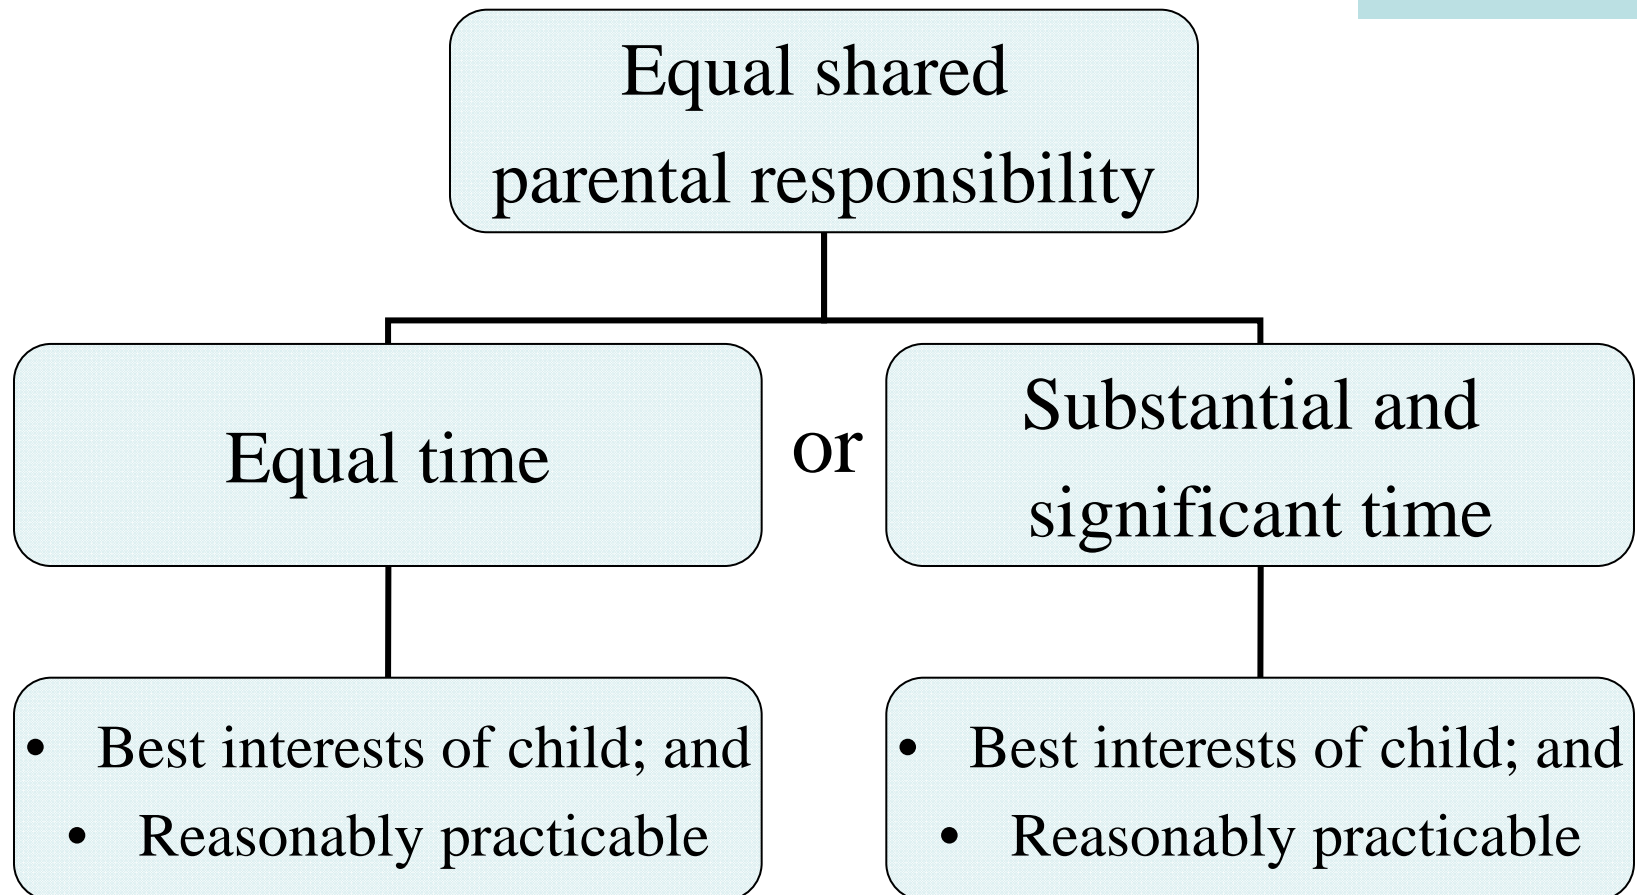 Equal shared
parental responsibility
Equal time
or
Substantial and
significant time
• Best interests of child; and
• Reasonably practicable
• Best interests of child; and
• Reasonably practicable